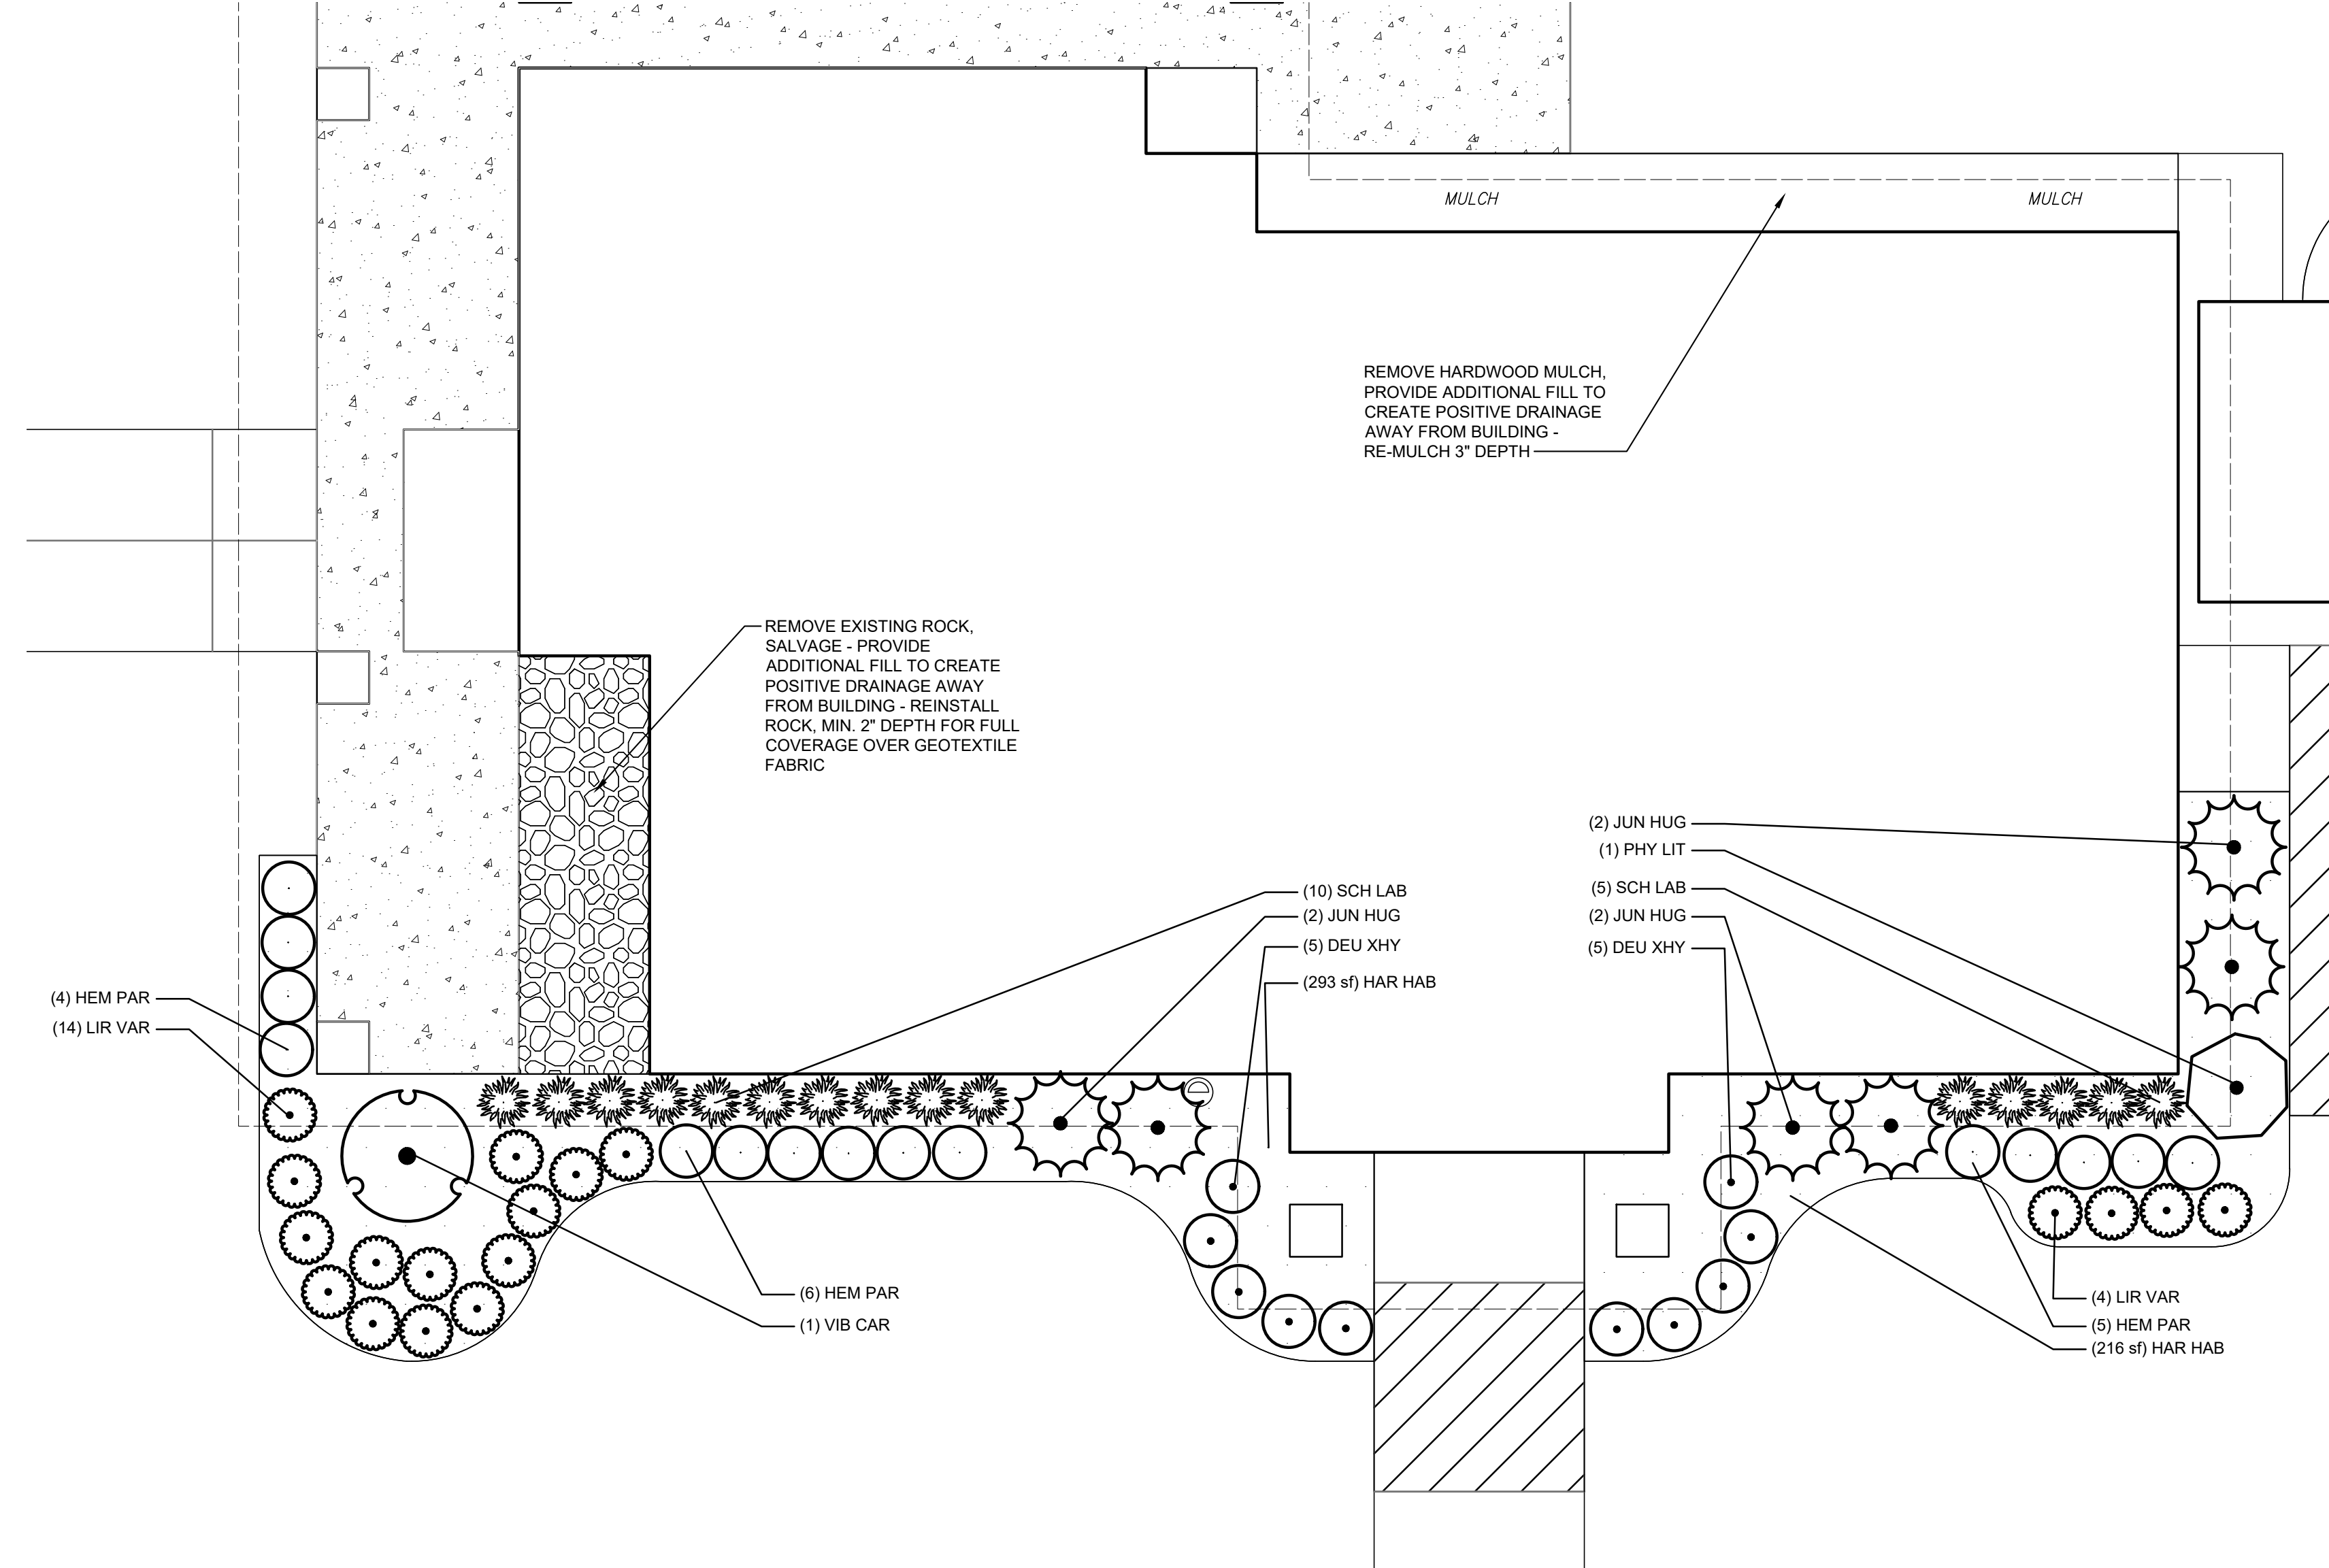 MULCH
MULCH
REMOVE HARDWOOD MULCH,
PROVIDE ADDITIONAL FILL TO
CREATE POSITIVE DRAINAGE
AWAY FROM BUILDING -
RE-MULCH 3" DEPTH
REMOVE EXISTING ROCK,
SALVAGE - PROVIDE
ADDITIONAL FILL TO CREATE
POSITIVE DRAINAGE AWAY
FROM BUILDING - REINSTALL
ROCK, MIN. 2" DEPTH FOR FULL
COVERAGE OVER GEOTEXTILE
FABRIC
(2) JUN HUG
(1) PHY LIT
(5) SCH LAB
(2) JUN HUG
(5) DEU XHY
(10) SCH LAB
(2) JUN HUG
(5) DEU XHY
(293 sf) HAR HAB
(4) HEM PAR
(14) LIR VAR
(6) HEM PAR
(1) VIB CAR
(4) LIR VAR
(5) HEM PAR
(216 sf) HAR HAB